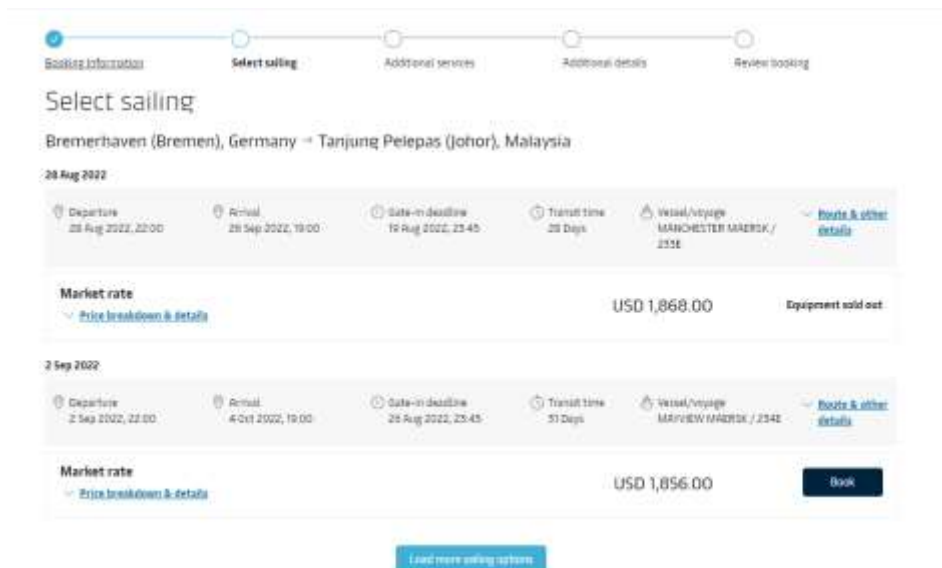 Booking information
Select sailing
Additional services
Additional details
Review booking
Select sailing
Bremerhaven (Bremen), Germany → Tanjung Pelepas (Johor), Malaysia
28 Aug 2022
Departure
28 Aug 2022, 22:00
Arrival
26 Sep 2022, 19:00
Gate-in deadline
19 Aug 2022, 23:45
Transit time
28 Days
Vessel/voyage
MANCHESTER MAERSK /
233E
Route & other
details
Market rate
Price breakdown & details
USD 1,868.00
Equipment sold out
2 Sep 2022
Departure
2 Sep 2022, 22:00
Arrival
4 Oct 2022, 19:00
Gate-in deadline
26 Aug 2022, 23:45
Transit time
31 Days
Vessel/voyage
MAYVIEW MAERSK / 234E
Route & other
details
Market rate
Price breakdown & details
USD 1,856.00
Book
Load more sailing options